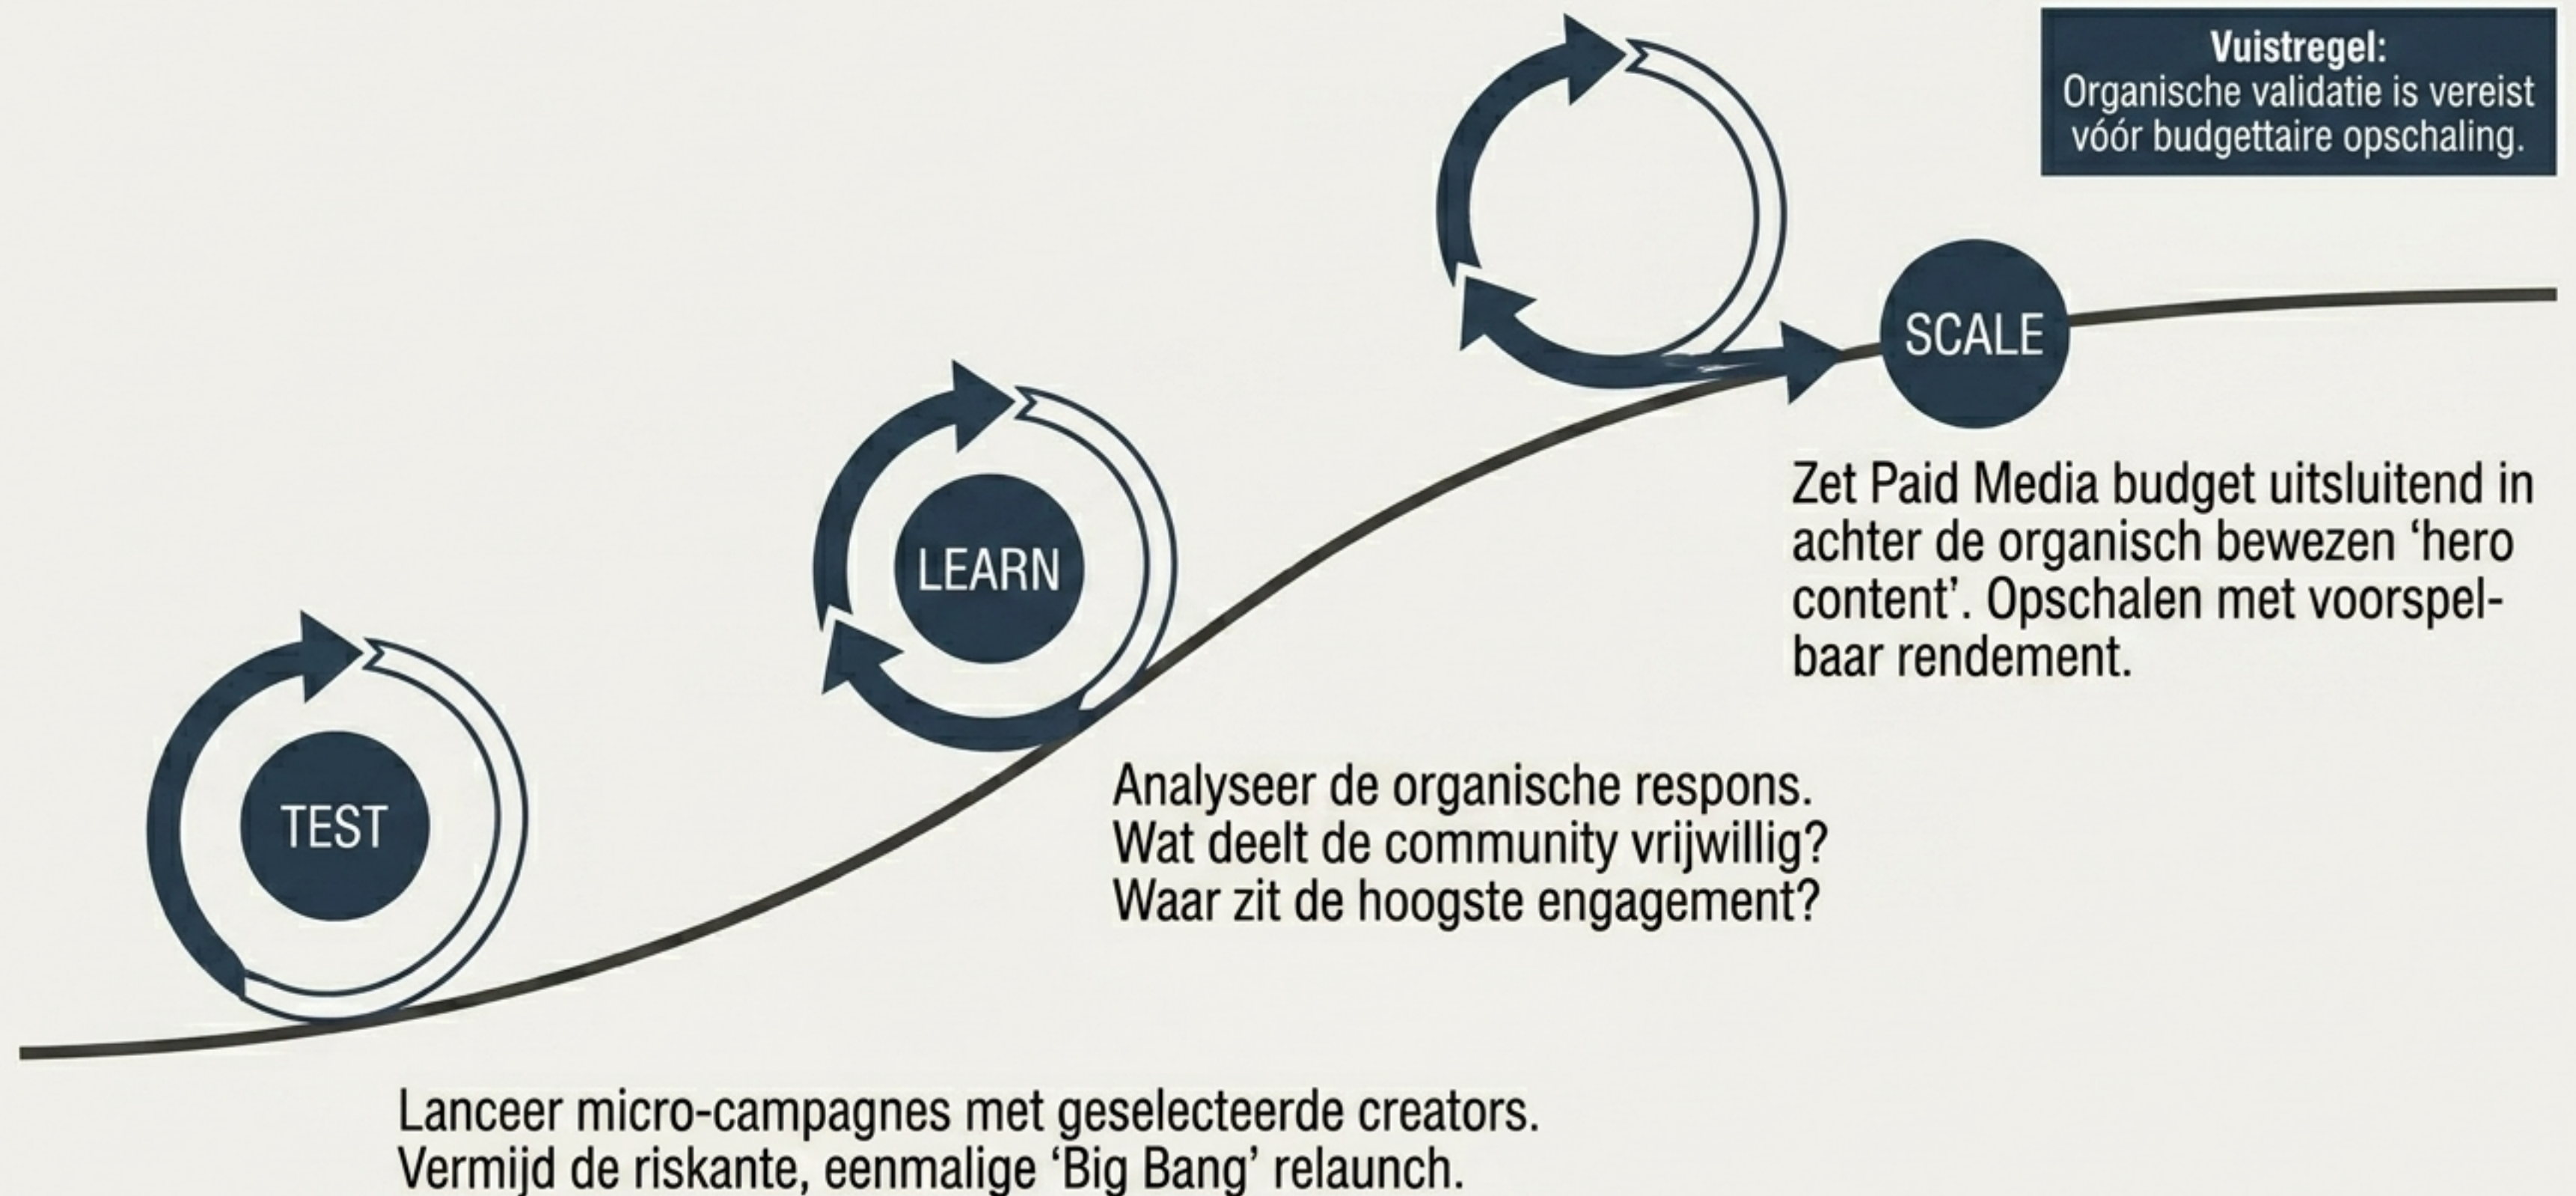 Vuistregel:
Organische validatie is vereist
vóór budgettaire opschaling.
SCALE
Zet Paid Media budget uitsluitend in
achter de organisch bewezen ‘hero
content’. Opschalen met voorspel-
baar rendement.
LEARN
Analyseer de organische respons.
Wat deelt de community vrijwillig?
Waar zit de hoogste engagement?
TEST
Lanceer micro-campagnes met geselecteerde creators.
Vermijd de riskante, eenmalige ‘Big Bang’ relaunch.